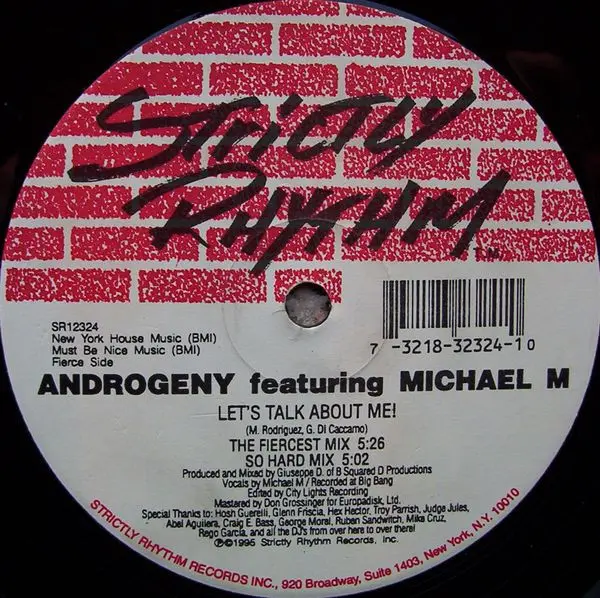 STRICTLY
RHYTHM
T.M.
SR12324
New York House Music (BMI)
Must Be Nice Music (BMI)
Fierce Side
7 -3218-32324-1 0
ANDROGENY featuring MICHAEL M
LET'S TALK ABOUT ME!
(M. Rodriguez, G. Di Caccamo)
THE FIERCEST MIX 5:26
SO HARD MIX 5:02
Produced and Mixed by Giuseppe D. of B Squared D Productions
Vocals by Michael M / Recorded at Big Bang
Edited by City Lights Recording
Mastered by Don Grossinger for Europadisk, Ltd.
Special Thanks to: Hosh Guerelli, Glenn Friscia, Hex Hector, Troy Parrish, Judge Jules,
Abel Aguilera, Craig E. Bass, George Morel, Ruben Sandwitch, Mike Cruz,
Rego Garcia, and all the DJ's from over here to over there!
℗©1995 Strictly Rhythm Records, Inc.
STRICTLY RHYTHM RECORDS INC., 920 Broadway, Suite 1403, New York, N.Y. 10010